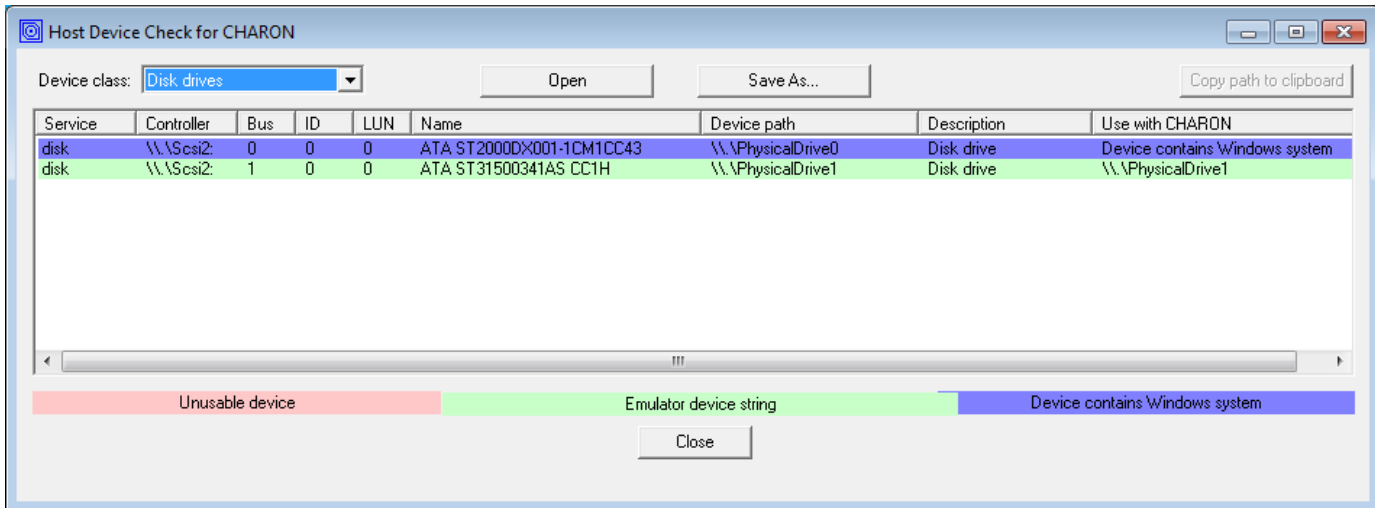 Host Device Check for CHARON
Device class: Disk drives Open Save As... Copy path to clipboard
Service Controller Bus ID LUN Name Device path Description Use with CHARON
disk \\.\Scsi2: 0 0 0 ATA ST2000DX001-1CM1CC43 \\.\PhysicalDrive0 Disk drive Device contains Windows system
disk \\.\Scsi2: 1 0 0 ATA ST31500341AS CC1H \\.\PhysicalDrive1 Disk drive \\.\PhysicalDrive1
Unusable device Emulator device string Device contains Windows system
Close